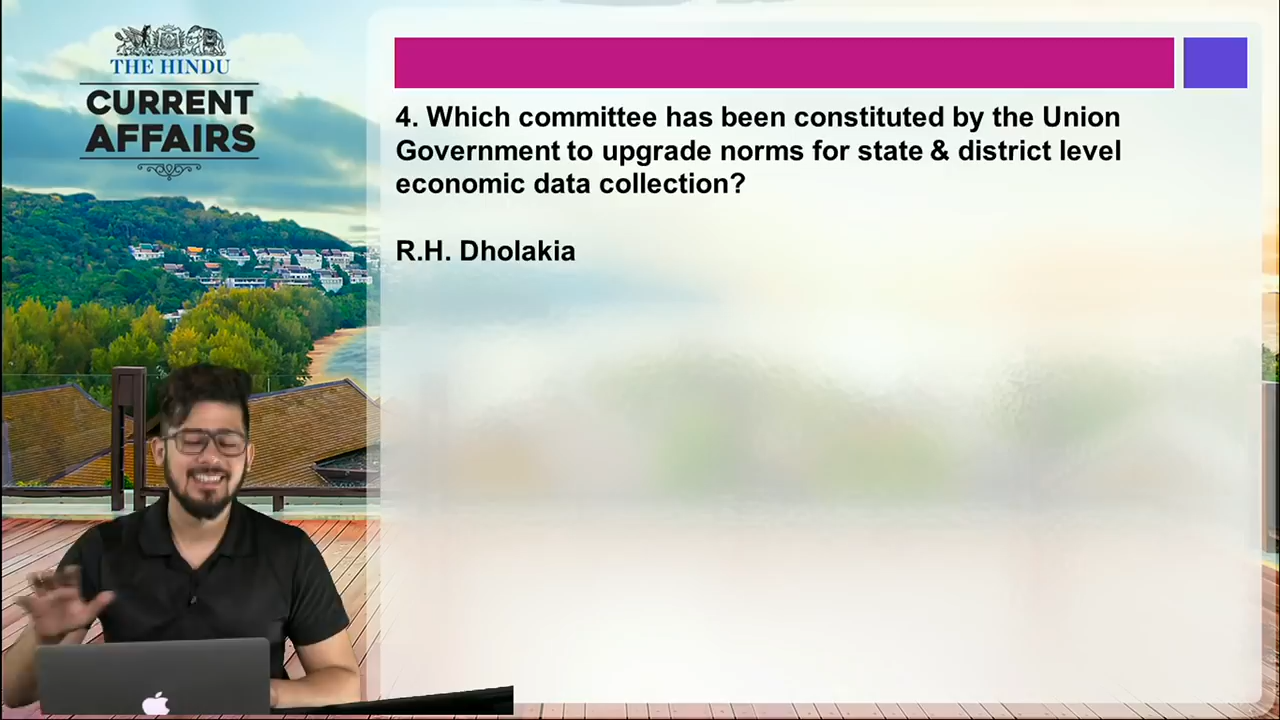 THE HINDU
CURRENT
AFFAIRS
4. Which committee has been constituted by the Union
Government to upgrade norms for state & district level
economic data collection?
R.H. Dholakia